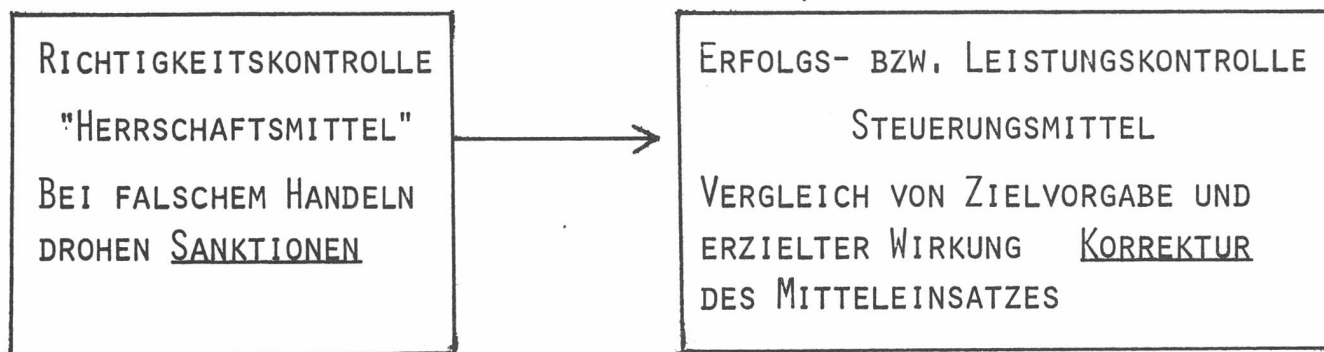 RICHTIGKEITSKONTROLLE
"HERRSCHAFTSMITTEL"
BEI FALSCHEM HANDELN
DROHEN SANKTIONEN
ERFOLGS- BZW. LEISTUNGSKONTROLLE
STEUERUNGSMITTEL
VERGLEICH VON ZIELVORGABE UND
ERZIELTER WIRKUNG KORREKTUR
DES MITTELEINSATZES